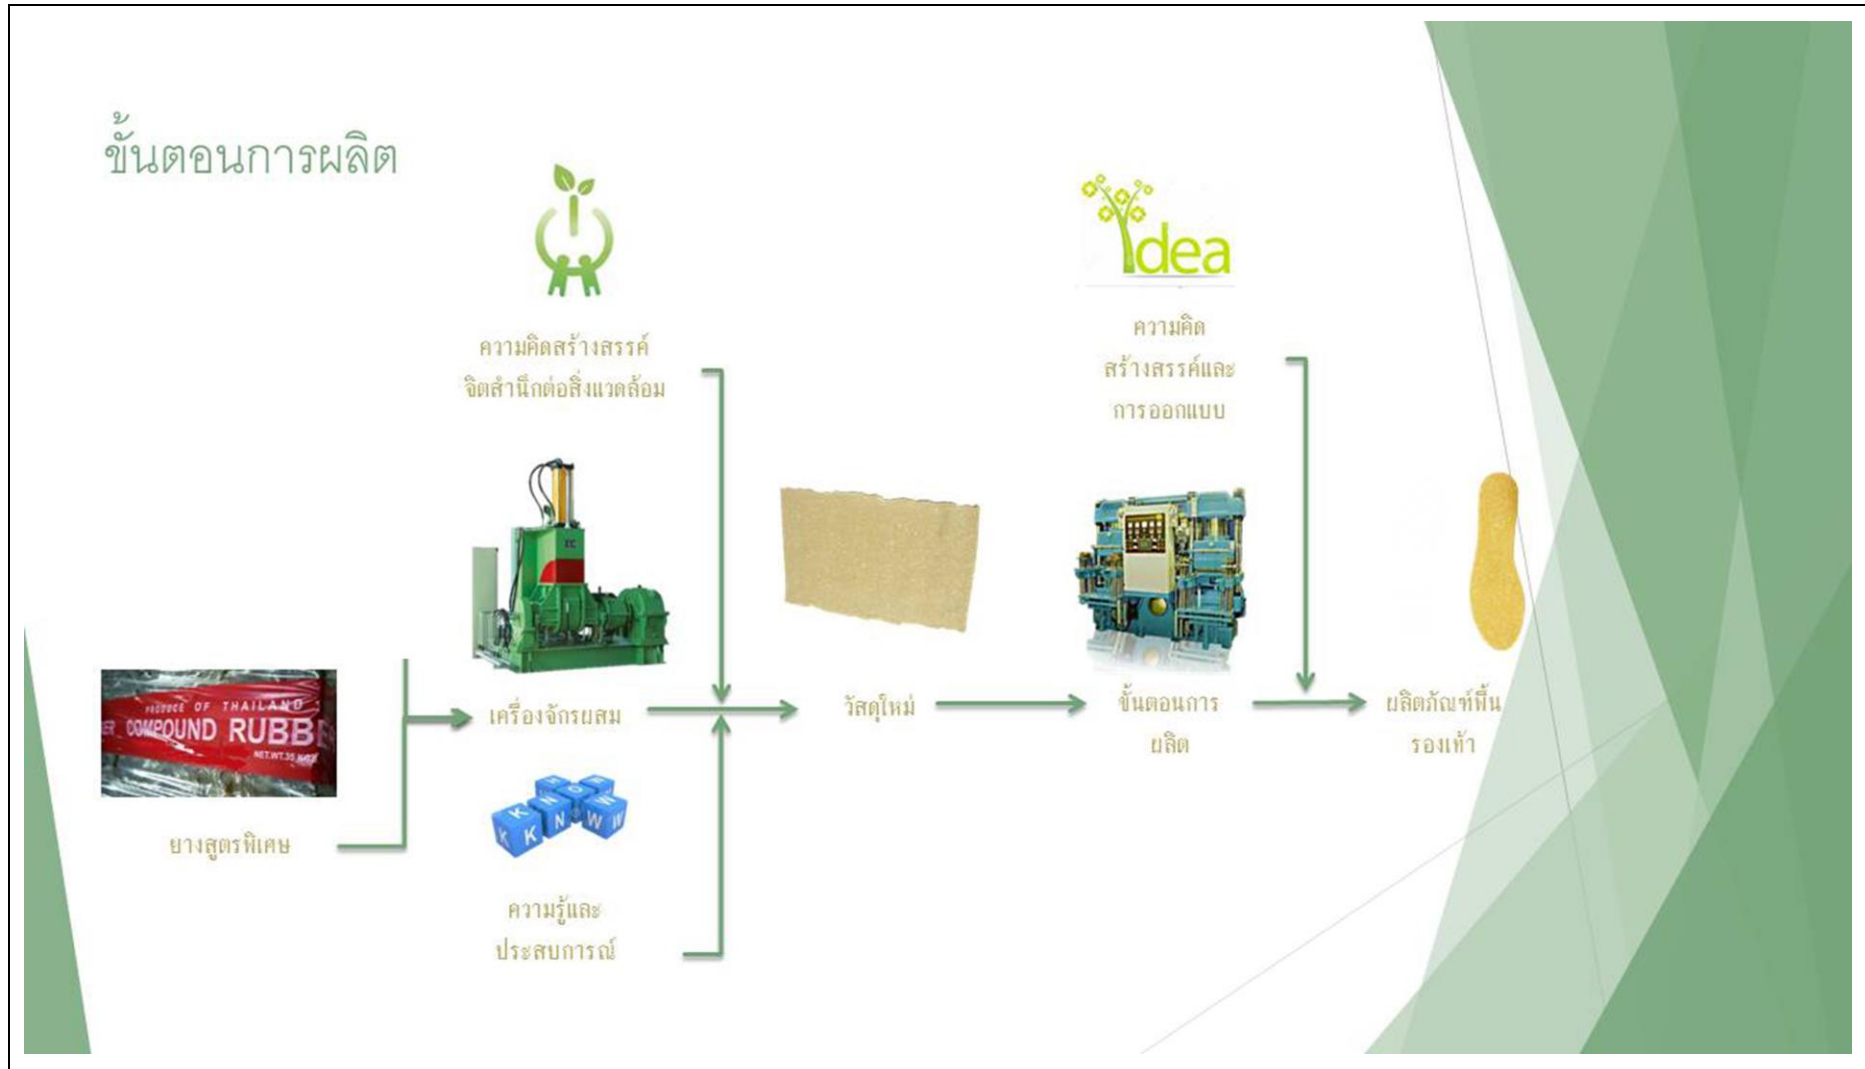 ขั้นตอนการผลิต
idea
ความคิดสร้างสรรค์
จิตสำนึกต่อสิ่งแวดล้อม
ความคิด
สร้างสรรค์และ
การออกแบบ
PRODUCE OF THAILAND
COMPOUND RUBB
NET.WT.35
ยางสูตรพิเศษ
เครื่องจักรผสม
วัสดุใหม่
ขั้นตอนการ
ผลิต
ผลิตภัณฑ์พื้น
รองเท้า
K N O W
K N W W
ความรู้และ
ประสบการณ์